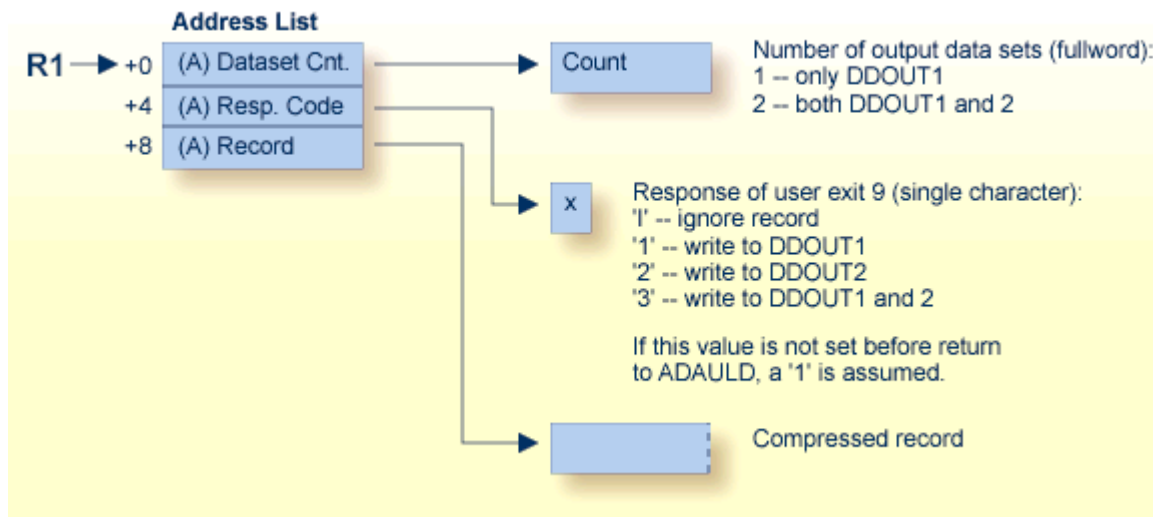 Address List
R1
+0
(A) Dataset Cnt.
Count
Number of output data sets (fullword):
1 -- only DDOUT1
2 -- both DDOUT1 and 2
+4
(A) Resp. Code
+8
(A) Record
x
Response of user exit 9 (single character):
'I' -- ignore record
'1' -- write to DDOUT1
'2' -- write to DDOUT2
'3' -- write to DDOUT1 and 2
If this value is not set before return
to ADAULD, a '1' is assumed.
Compressed record